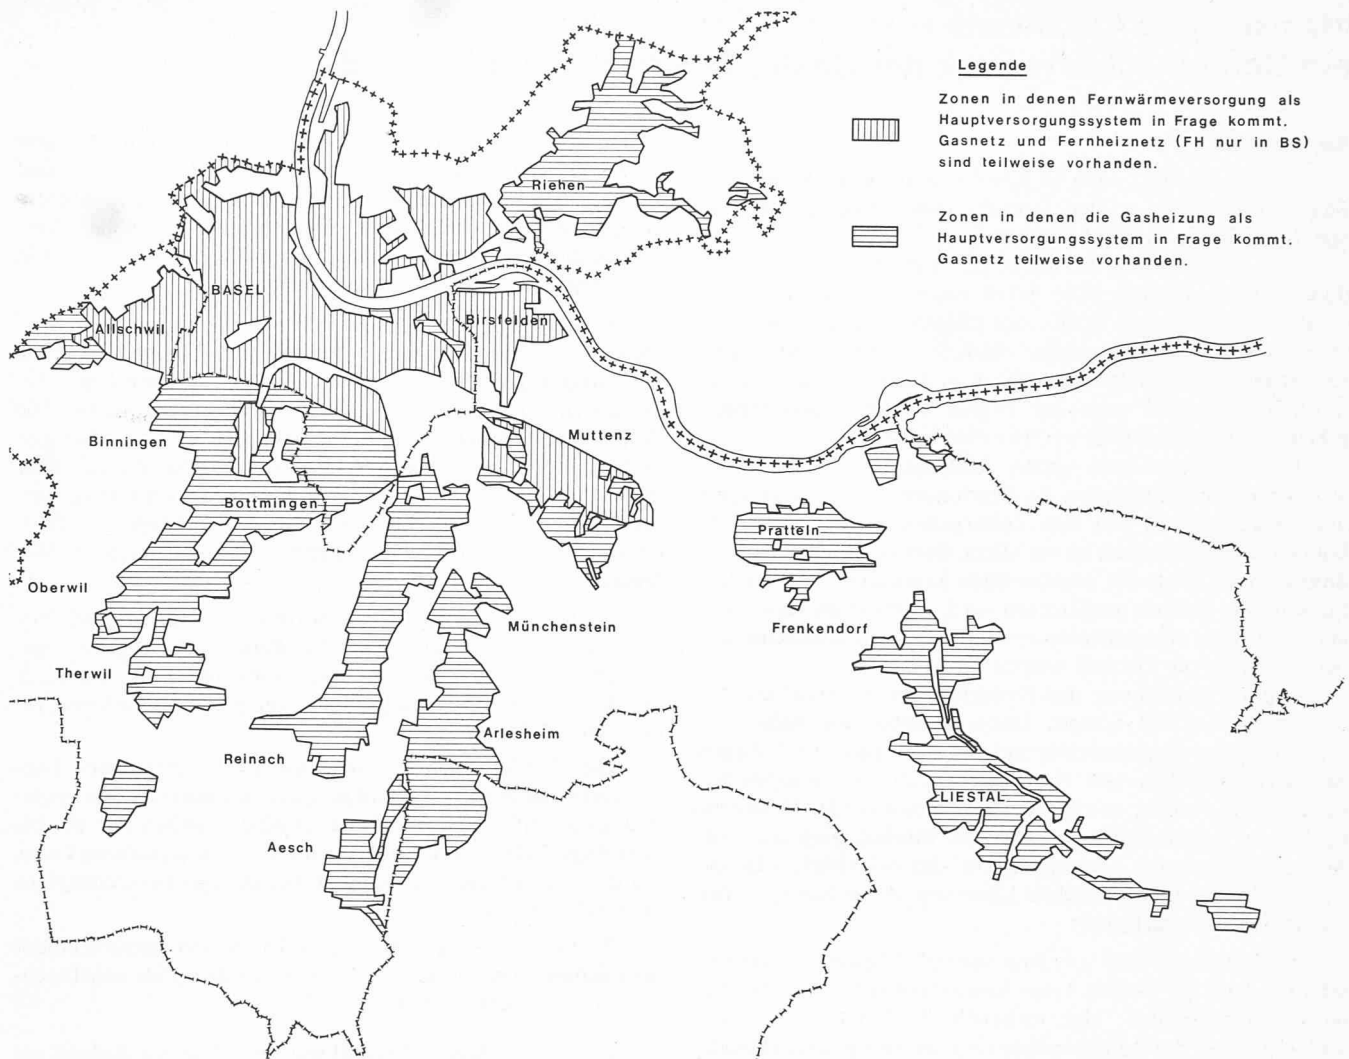 Legende
Zonen in denen Fernwärmeversorgung als
Hauptversorgungssystem in Frage kommt.
Gasnetz und Fernheiznetz (FH nur in BS)
sind teilweise vorhanden.
Zonen in denen die Gasheizung als
Hauptversorgungssystem in Frage kommt.
Gasnetz teilweise vorhanden.
Riehen
BASEL
Allschwil
Birsfelden
Binningen
Muttenz
Bottmingen
Pratteln
Oberwil
Münchenstein
Frenkendorf
Therwil
Arlesheim
Reinach
LIESTAL
Aesch